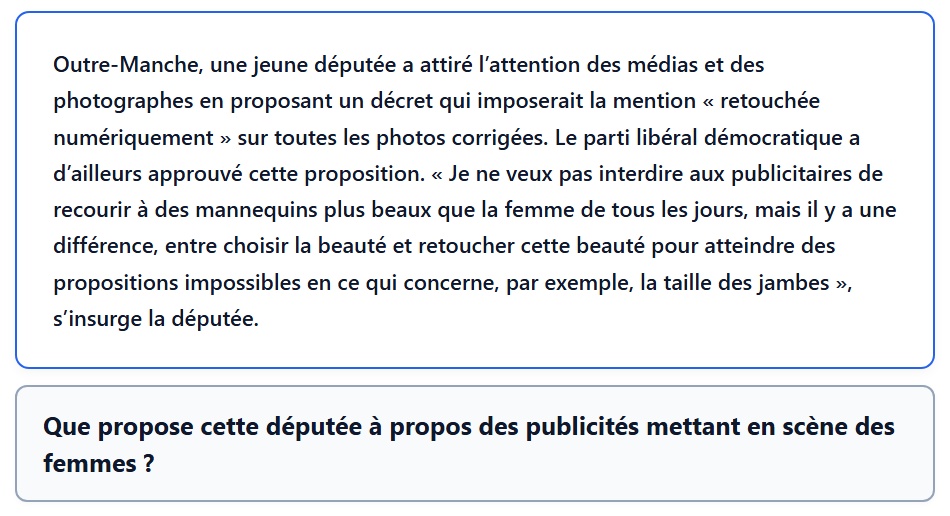 Outre-Manche, une jeune députée a attiré l’attention des médias et des
photographes en proposant un décret qui imposerait la mention « retouchée
numériquement » sur toutes les photos corrigées. Le parti libéral démocratique a
d’ailleurs approuvé cette proposition. « Je ne veux pas interdire aux publicitaires de
recourir à des mannequins plus beaux que la femme de tous les jours, mais il y a une
différence, entre choisir la beauté et retoucher cette beauté pour atteindre des
propositions impossibles en ce qui concerne, par exemple, la taille des jambes »,
s’insurge la députée.
Que propose cette députée à propos des publicités mettant en scène des
femmes ?